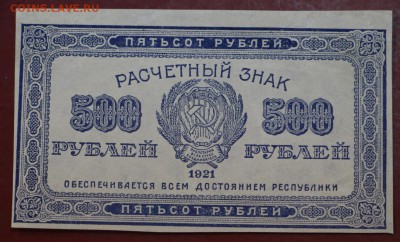 COINS.LAVE.RU
ПЯТЬСОТ РУБЛЕЙ
РАСЧЕТНЫЙ ЗНАК
500 500
РУБЛЕЙ РУБЛЕЙ
1921
ОБЕСПЕЧИВАЕТСЯ ВСЕМ ДОСТОЯНИЕМ РЕСПУБЛИКИ
ПЯТЬСОТ РУБЛЕЙ